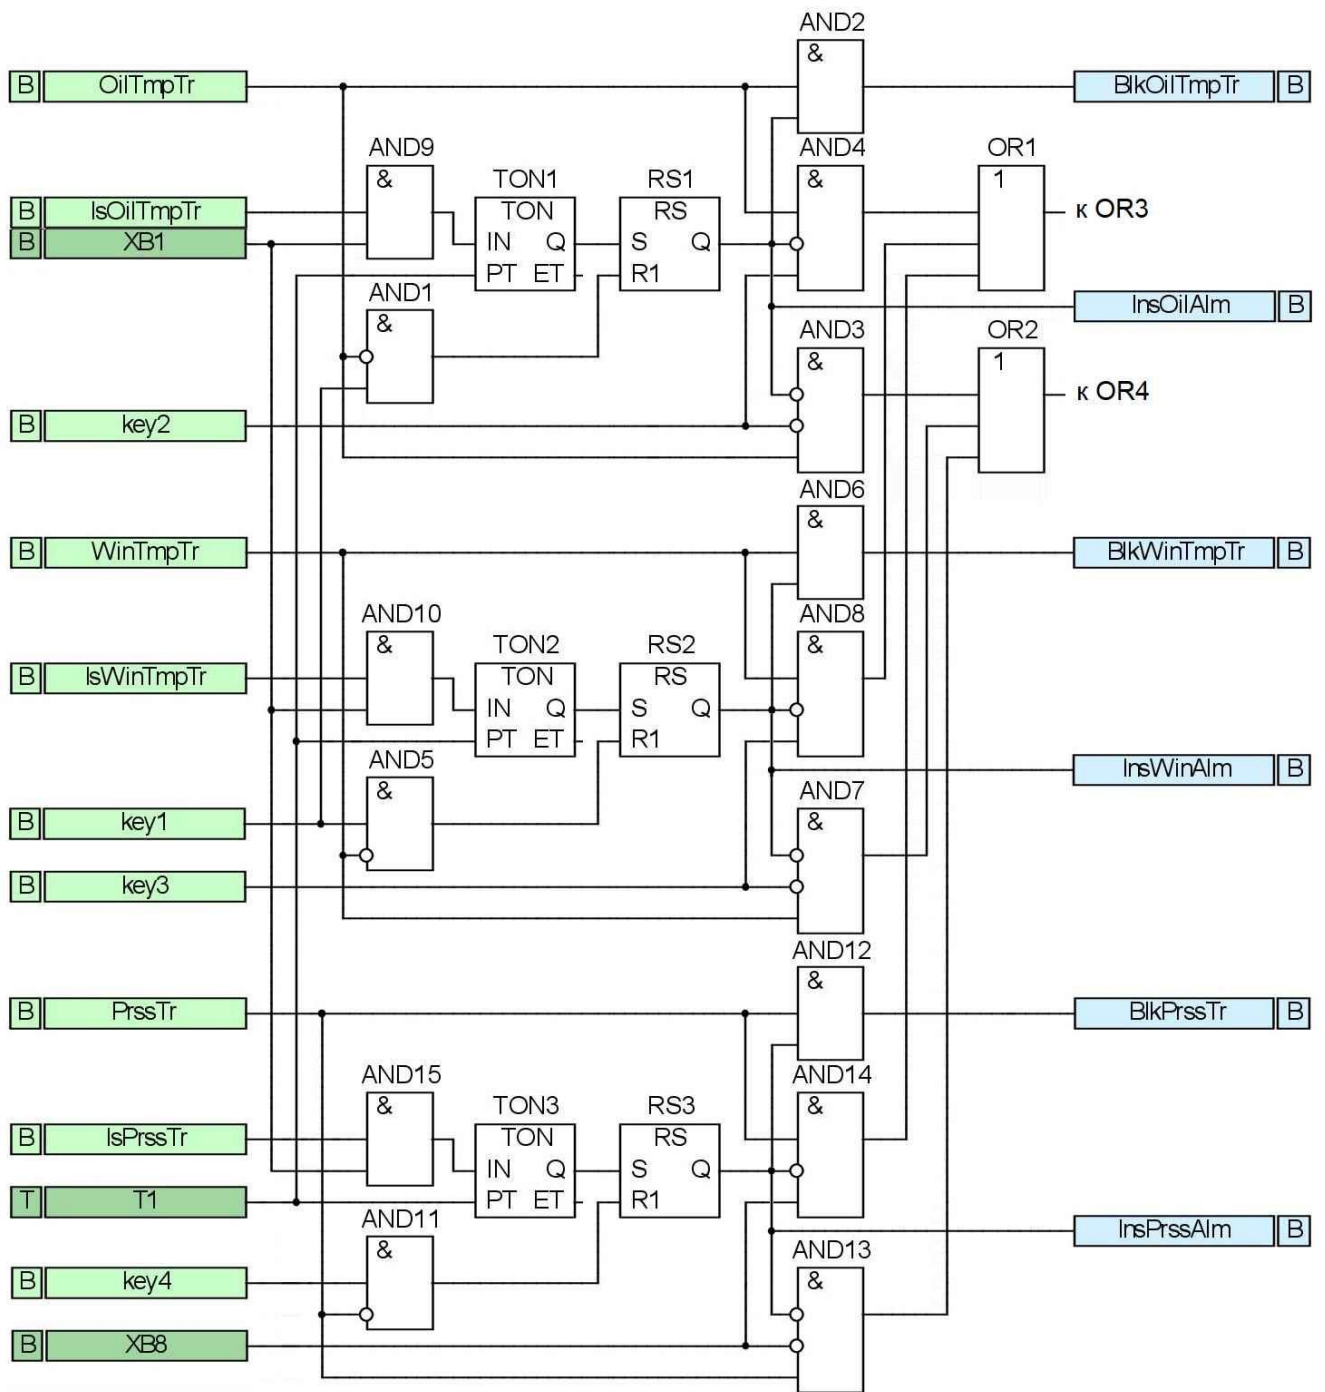 AND2
&
B OilTmpTr
BlkOilTmpTr B
AND9
&
AND4
&
OR1
1
TON1
TON
IN Q
PT ET
RS1
RS
S Q
R1
B IsOilTmpTr
B XB1
к OR3
AND1
&
InsOilAlm B
AND3
&
OR2
1
к OR4
B key2
AND6
&
B WinTmpTr
BlkWinTmpTr B
AND10
&
AND8
&
TON2
TON
IN Q
PT ET
RS2
RS
S Q
R1
B IsWinTmpTr
AND5
&
InsWinAlm B
AND7
&
B key1
B key3
AND12
&
B PrssTr
BlkPrssTr B
AND15
&
AND14
&
TON3
TON
IN Q
PT ET
RS3
RS
S Q
R1
B IsPrssTr
T T1
AND11
&
InsPrssAlm B
AND13
&
B key4
B XB8